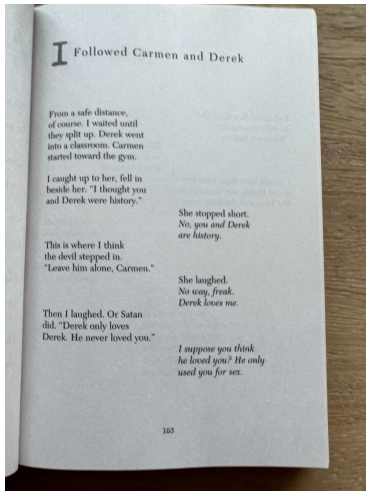 I Followed Carmen and Derek
From a safe distance,
of course. I waited until
they split up. Derek went
into a classroom. Carmen
started toward the gym.
I caught up to her, fell in
beside her. "I thought you
and Derek were history."
She stopped short.
No, you and Derek
are history.
This is where I think
the devil stepped in.
"Leave him alone, Carmen."
She laughed.
No way, freak.
Derek loves me.
Then I laughed. Or Satan
did. "Derek only loves
Derek. He never loved you."
I suppose you think
he loved you? He only
used you for sex.
163